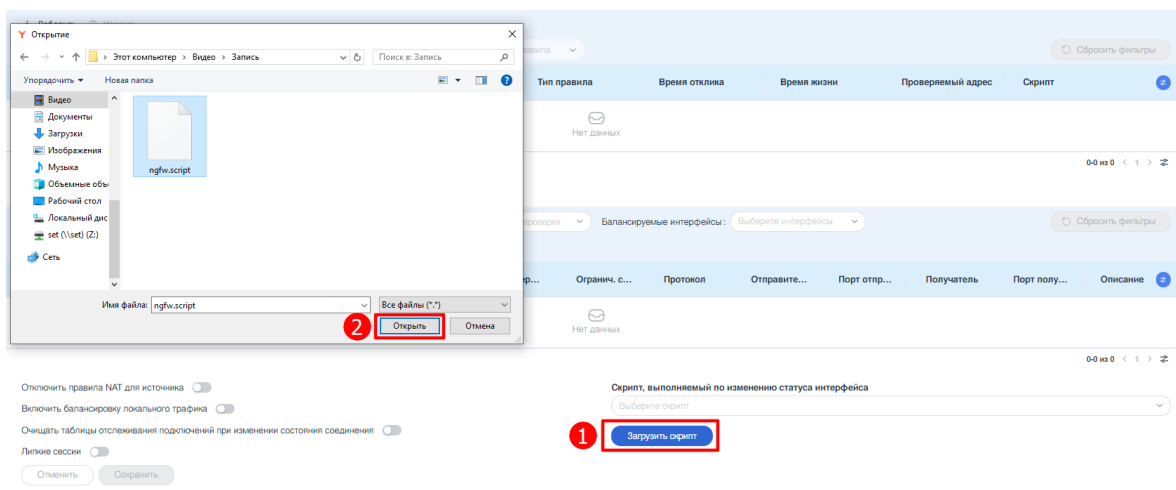 Открытие
Этот компьютер > Видео > Запись
Поиск в: Запись
Упорядочить
Новая папка
Видео
Документы
Загрузки
Изображения
Музыка
Объемные объ
Рабочий стол
Локальный дис
set (\\set) (Z:)
Сеть
ngfw.script
Имя файла: ngfw.script
Все файлы (*.*)
2
Открыть
Отмена
Сбросить фильтры
Тип правила
Время отклика
Время жизни
Проверяемый адрес
Скрипт
Нет данных
0-0 из 0 < 1 >
Балансируемые интерфейсы :
Выберите интерфейсы
Сбросить фильтры
Огранич. с...
Протокол
Отправите...
Порт отпр...
Получатель
Порт полу...
Описание
Нет данных
0-0 из 0 < 1 >
Отключить правила NAT для источника
Включить балансировку локального трафика
Очищать таблицы отслеживания подключений при изменении состояния соединения
Липкие сессии
Отменить
Сохранить
Скрипт, выполняемый по изменению статуса интерфейса
Выберите скрипт
1
Загрузить скрипт